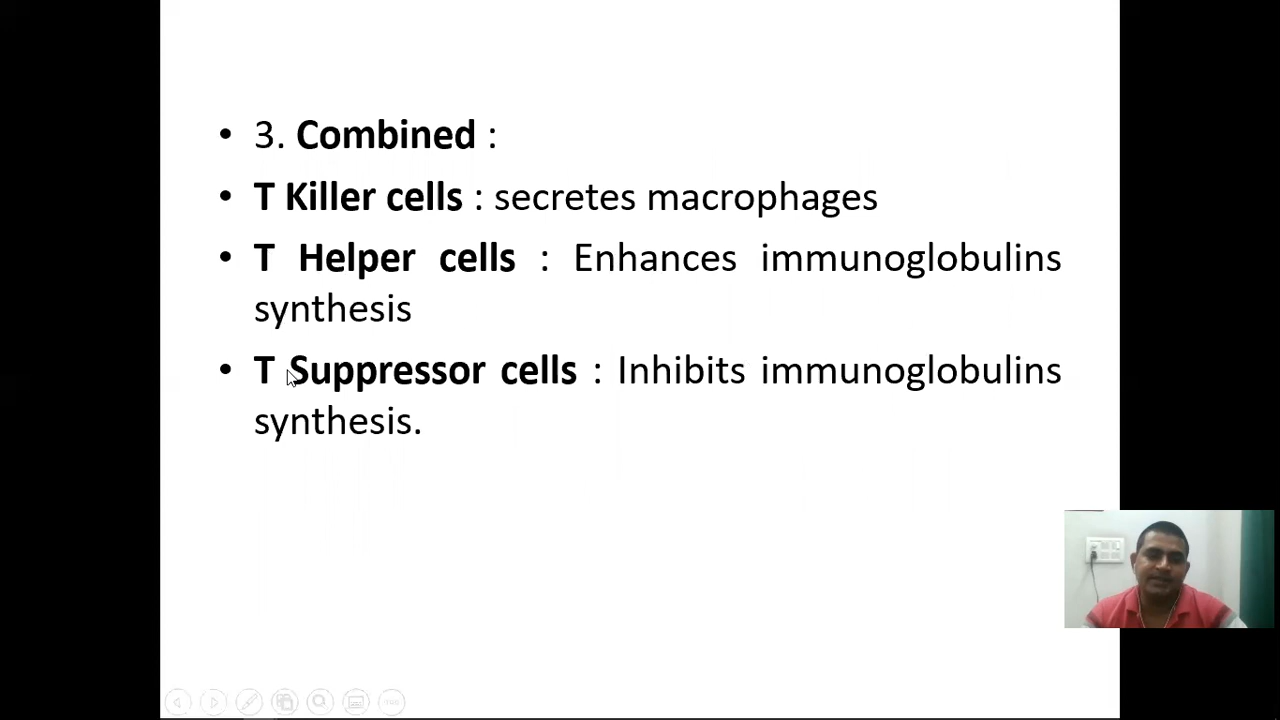 • 3. Combined :
• T Killer cells : secretes macrophages
• T Helper cells : Enhances immunoglobulins
synthesis
• T Suppressor cells : Inhibits immunoglobulins
synthesis.